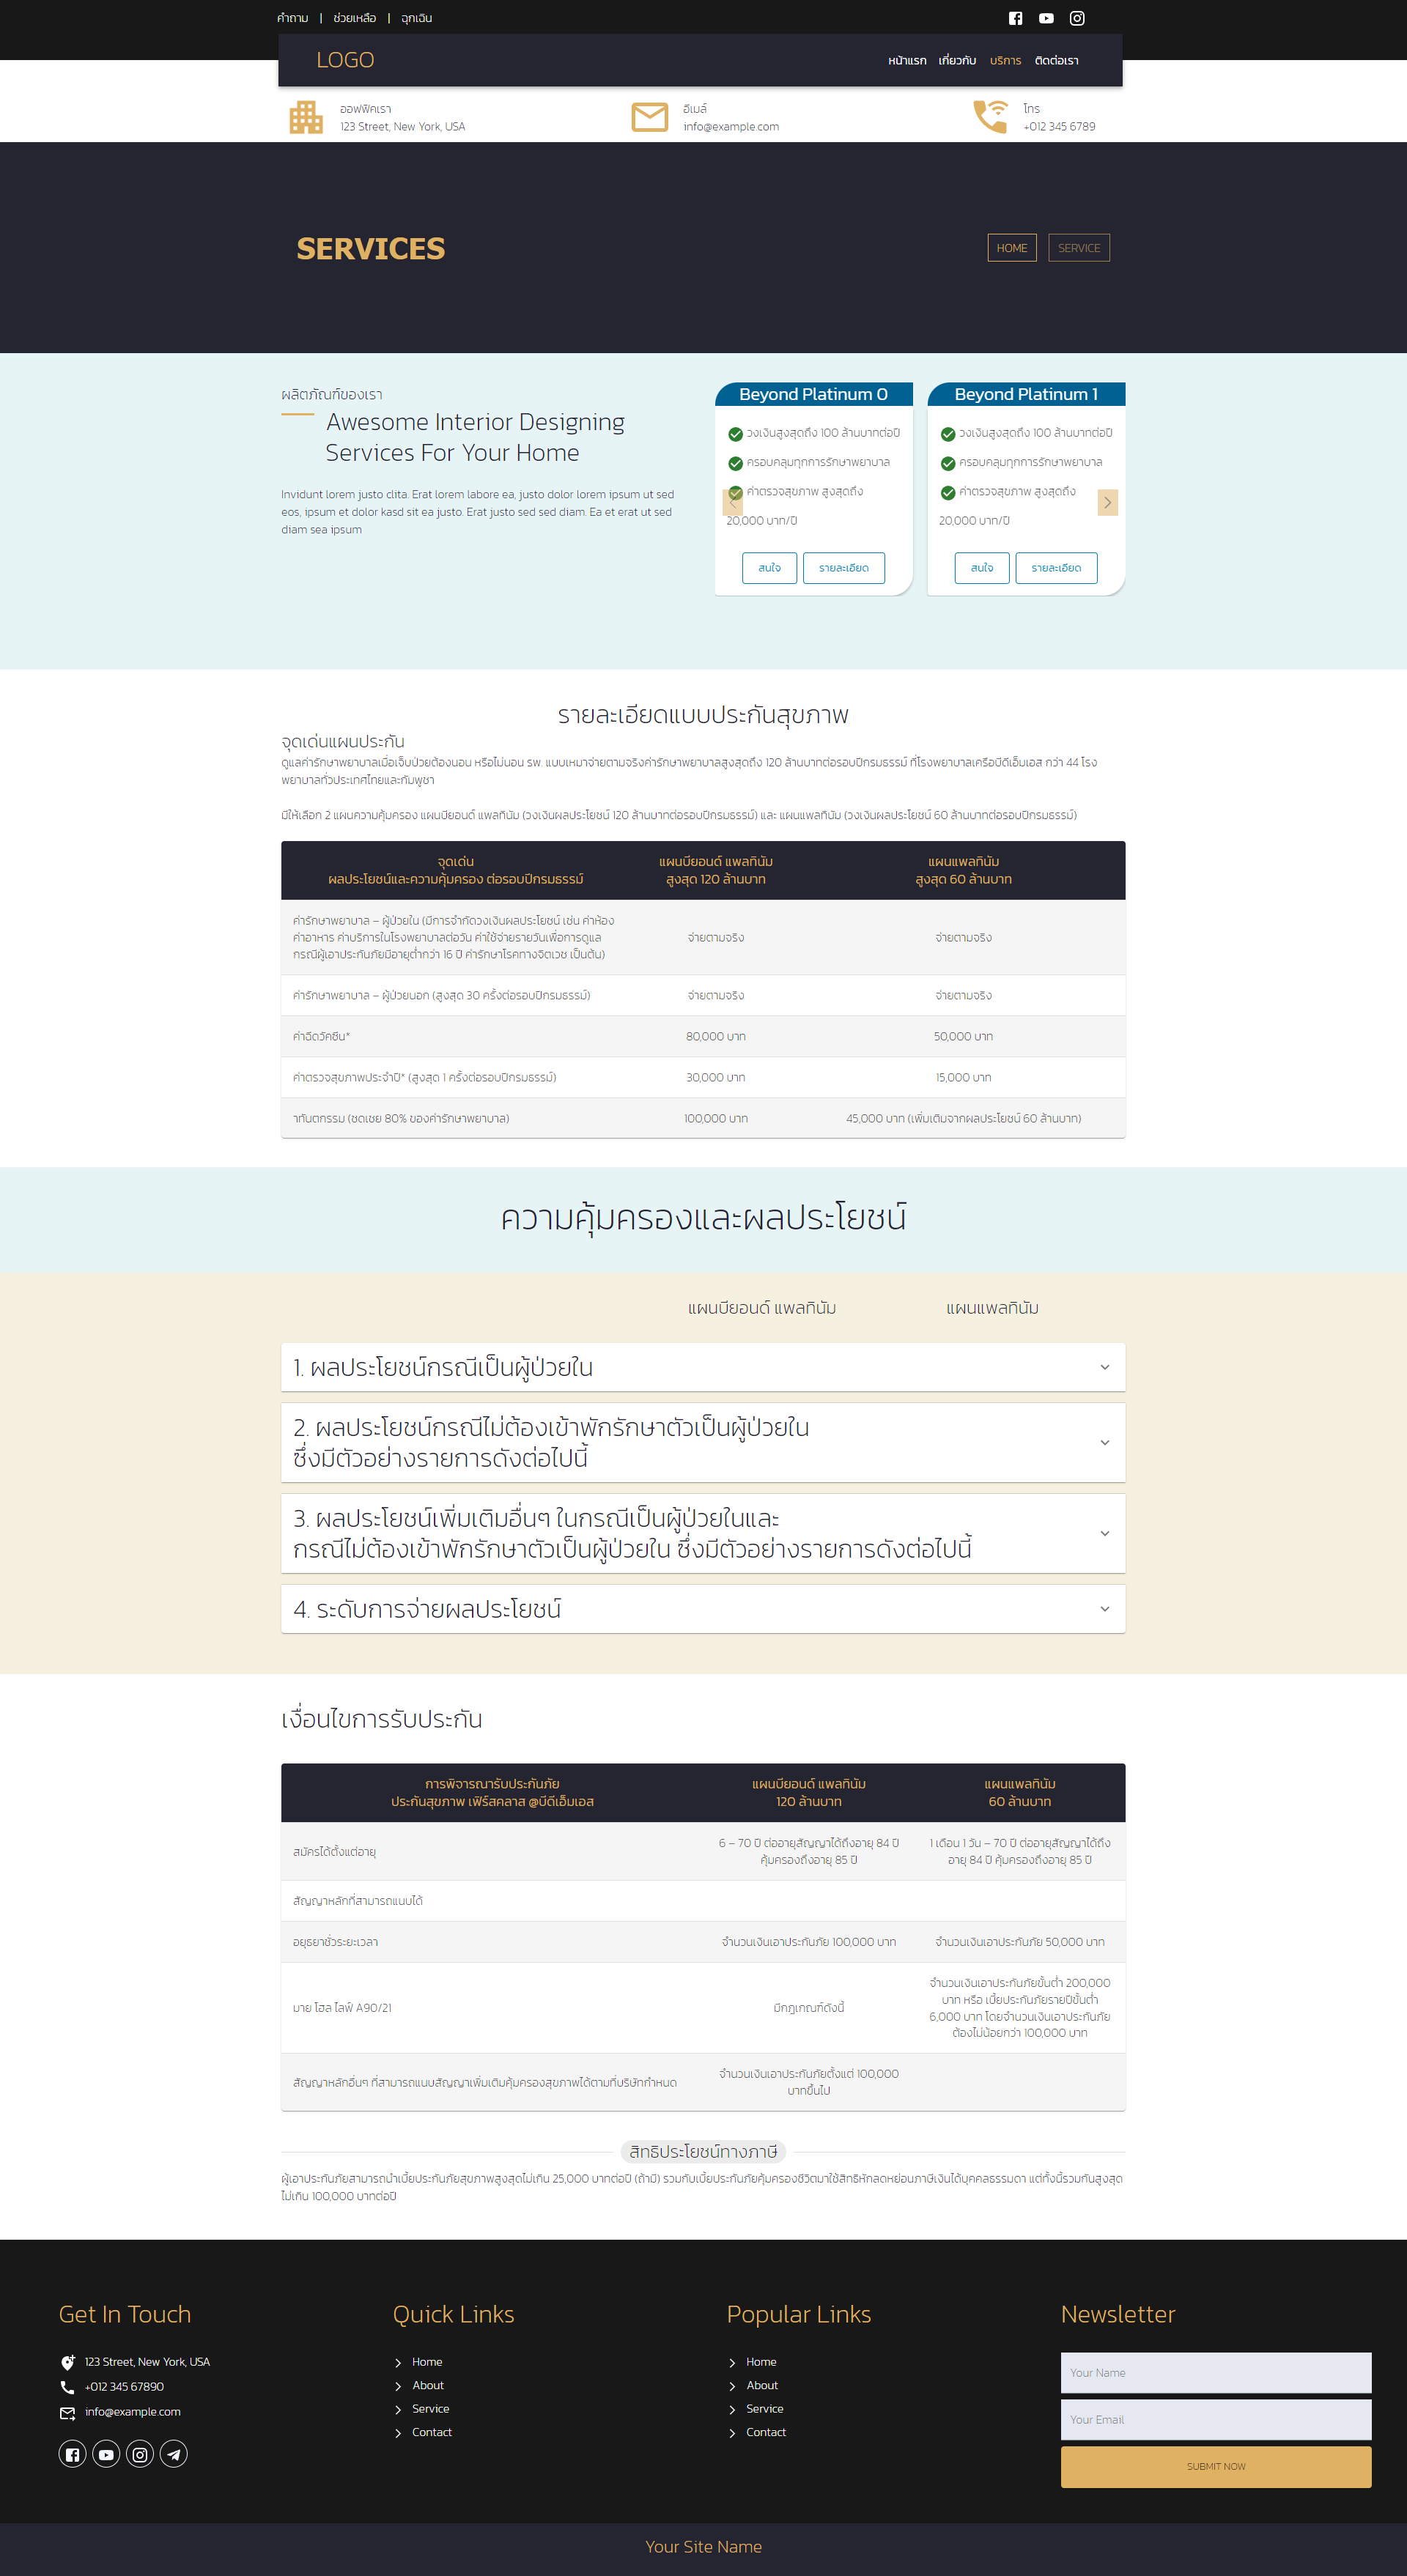 คำถาม | ช่วยเหลือ | ฉุกเฉิน
LOGO
หน้าแรก เกี่ยวกับ บริการ ติดต่อเรา
ออฟฟิคเรา
123 Street, New York, USA
อีเมล์
info@example.com
โทร
+012 345 6789
SERVICES
HOME
SERVICE
ผลิตภัณฑ์ของเรา
Awesome Interior Designing
Services For Your Home
Invidunt lorem justo clita. Erat lorem labore ea, justo dolor lorem ipsum ut sed
eos, ipsum et dolor kasd sit ea justo. Erat justo sed sed diam. Ea et erat ut sed
diam sea ipsum
Beyond Platinum 0
วงเงินสูงสุดถึง 100 ล้านบาทต่อปี
ครอบคลุมทุกการรักษาพยาบาล
ค่าตรวจสุขภาพ สูงสุดถึง
20,000 บาท/ปี
สนใจ
รายละเอียด
Beyond Platinum 1
วงเงินสูงสุดถึง 100 ล้านบาทต่อปี
ครอบคลุมทุกการรักษาพยาบาล
ค่าตรวจสุขภาพ สูงสุดถึง
20,000 บาท/ปี
สนใจ
รายละเอียด
รายละเอียดแบบประกันสุขภาพ
จุดเด่นแผนประกัน
ดูแลค่ารักษาพยาบาลเมื่อเจ็บป่วยต้องนอน หรือไม่นอน รพ. แบบเหมาจ่ายตามจริงค่ารักษาพยาบาลสูงสุดถึง 120 ล้านบาทต่อรอบปีกรมธรรม์ ที่โรงพยาบาลเครือบีดีเอ็มเอส กว่า 44 โรง
พยาบาลทั่วประเทศไทยและกัมพูชา
มีให้เลือก 2 แผนความคุ้มครอง แผนบียอนด์ แพลทินัม (วงเงินผลประโยชน์ 120 ล้านบาทต่อรอบปีกรมธรรม์) และ แผนแพลทินัม (วงเงินผลประโยชน์ 60 ล้านบาทต่อรอบปีกรมธรรม์)
จุดเด่น
ผลประโยชน์และความคุ้มครอง ต่อรอบปีกรมธรรม์
แผนบียอนด์ แพลทินัม
สูงสุด 120 ล้านบาท
แผนแพลทินัม
สูงสุด 60 ล้านบาท
ค่ารักษาพยาบาล – ผู้ป่วยใน (มีการจำกัดวงเงินผลประโยชน์ เช่น ค่าห้อง
ค่าอาหาร ค่าบริการในโรงพยาบาลต่อวัน ค่าใช้จ่ายรายวันเพื่อการดูแล
กรณีผู้เอาประกันภัยมีอายุต่ำกว่า 16 ปี ค่ารักษาโรคทางจิตเวช เป็นต้น)
จ่ายตามจริง
จ่ายตามจริง
ค่ารักษาพยาบาล – ผู้ป่วยนอก (สูงสุด 30 ครั้งต่อรอบปีกรมธรรม์)
จ่ายตามจริง
จ่ายตามจริง
ค่าฉีดวัคซีน*
80,000 บาท
50,000 บาท
ค่าตรวจสุขภาพประจำปี* (สูงสุด 1 ครั้งต่อรอบปีกรมธรรม์)
30,000 บาท
15,000 บาท
าทันตกรรม (ชดเชย 80% ของค่ารักษาพยาบาล)
100,000 บาท
45,000 บาท (เพิ่มเติมจากผลประโยชน์ 60 ล้านบาท)
ความคุ้มครองและผลประโยชน์
แผนบียอนด์ แพลทินัม
แผนแพลทินัม
1. ผลประโยชน์กรณีเป็นผู้ป่วยใน
2. ผลประโยชน์กรณีไม่ต้องเข้าพักรักษาตัวเป็นผู้ป่วยใน
ซึ่งมีตัวอย่างรายการดังต่อไปนี้
3. ผลประโยชน์เพิ่มเติมอื่นๆ ในกรณีเป็นผู้ป่วยในและ
กรณีไม่ต้องเข้าพักรักษาตัวเป็นผู้ป่วยใน ซึ่งมีตัวอย่างรายการดังต่อไปนี้
4. ระดับการจ่ายผลประโยชน์
เงื่อนไขการรับประกัน
การพิจารณารับประกันภัย
ประกันสุขภาพ เฟิร์สคลาส @บีดีเอ็มเอส
แผนบียอนด์ แพลทินัม
120 ล้านบาท
แผนแพลทินัม
60 ล้านบาท
สมัครได้ตั้งแต่อายุ
6 – 70 ปี ต่ออายุสัญญาได้ถึงอายุ 84 ปี
คุ้มครองถึงอายุ 85 ปี
1 เดือน 1 วัน – 70 ปี ต่ออายุสัญญาได้ถึง
อายุ 84 ปี คุ้มครองถึงอายุ 85 ปี
สัญญาหลักที่สามารถแนบได้
อยุธยาชั่วระยะเวลา
จำนวนเงินเอาประกันภัย 100,000 บาท
จำนวนเงินเอาประกันภัย 50,000 บาท
มาย โฮล ไลฟ์ A90/21
มีกฎเกณฑ์ดังนี้
จำนวนเงินเอาประกันภัยขั้นต่ำ 200,000
บาท หรือ เบี้ยประกันภัยรายปีขั้นต่ำ
6,000 บาท โดยจำนวนเงินเอาประกันภัย
ต้องไม่น้อยกว่า 100,000 บาท
สัญญาหลักอื่นๆ ที่สามารถแนบสัญญาเพิ่มเติมคุ้มครองสุขภาพได้ตามที่บริษัทกำหนด
จำนวนเงินเอาประกันภัยตั้งแต่ 100,000
บาทขึ้นไป
สิทธิประโยชน์ทางภาษี
ผู้เอาประกันภัยสามารถนำเบี้ยประกันภัยสุขภาพสูงสุดไม่เกิน 25,000 บาทต่อปี (ถ้ามี) รวมกับเบี้ยประกันภัยคุ้มครองชีวิตมาใช้สิทธิหักลดหย่อนภาษีเงินได้บุคคลธรรมดา แต่ทั้งนี้รวมกันสูงสุด
ไม่เกิน 100,000 บาทต่อปี
Get In Touch
123 Street, New York, USA
+012 345 67890
info@example.com
Quick Links
Home
About
Service
Contact
Popular Links
Home
About
Service
Contact
Newsletter
Your Name
Your Email
SUBMIT NOW
Your Site Name